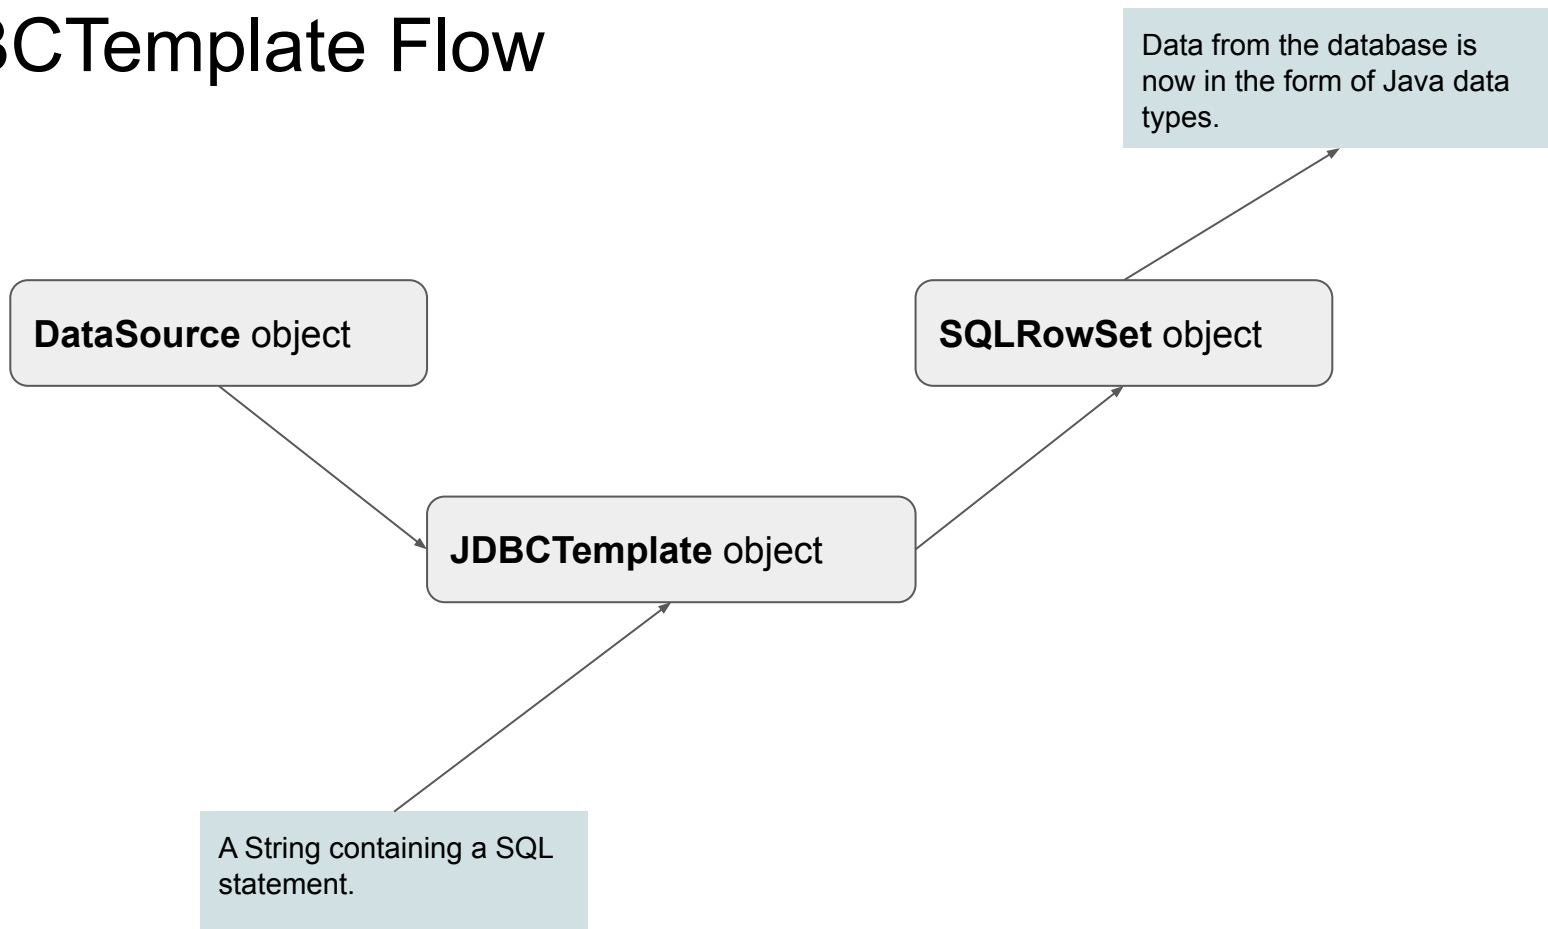 BCTemplate Flow
Data from the database is
now in the form of Java data
types.
DataSource object
SQLRowSet object
JDBCTemplate object
A String containing a SQL
statement.